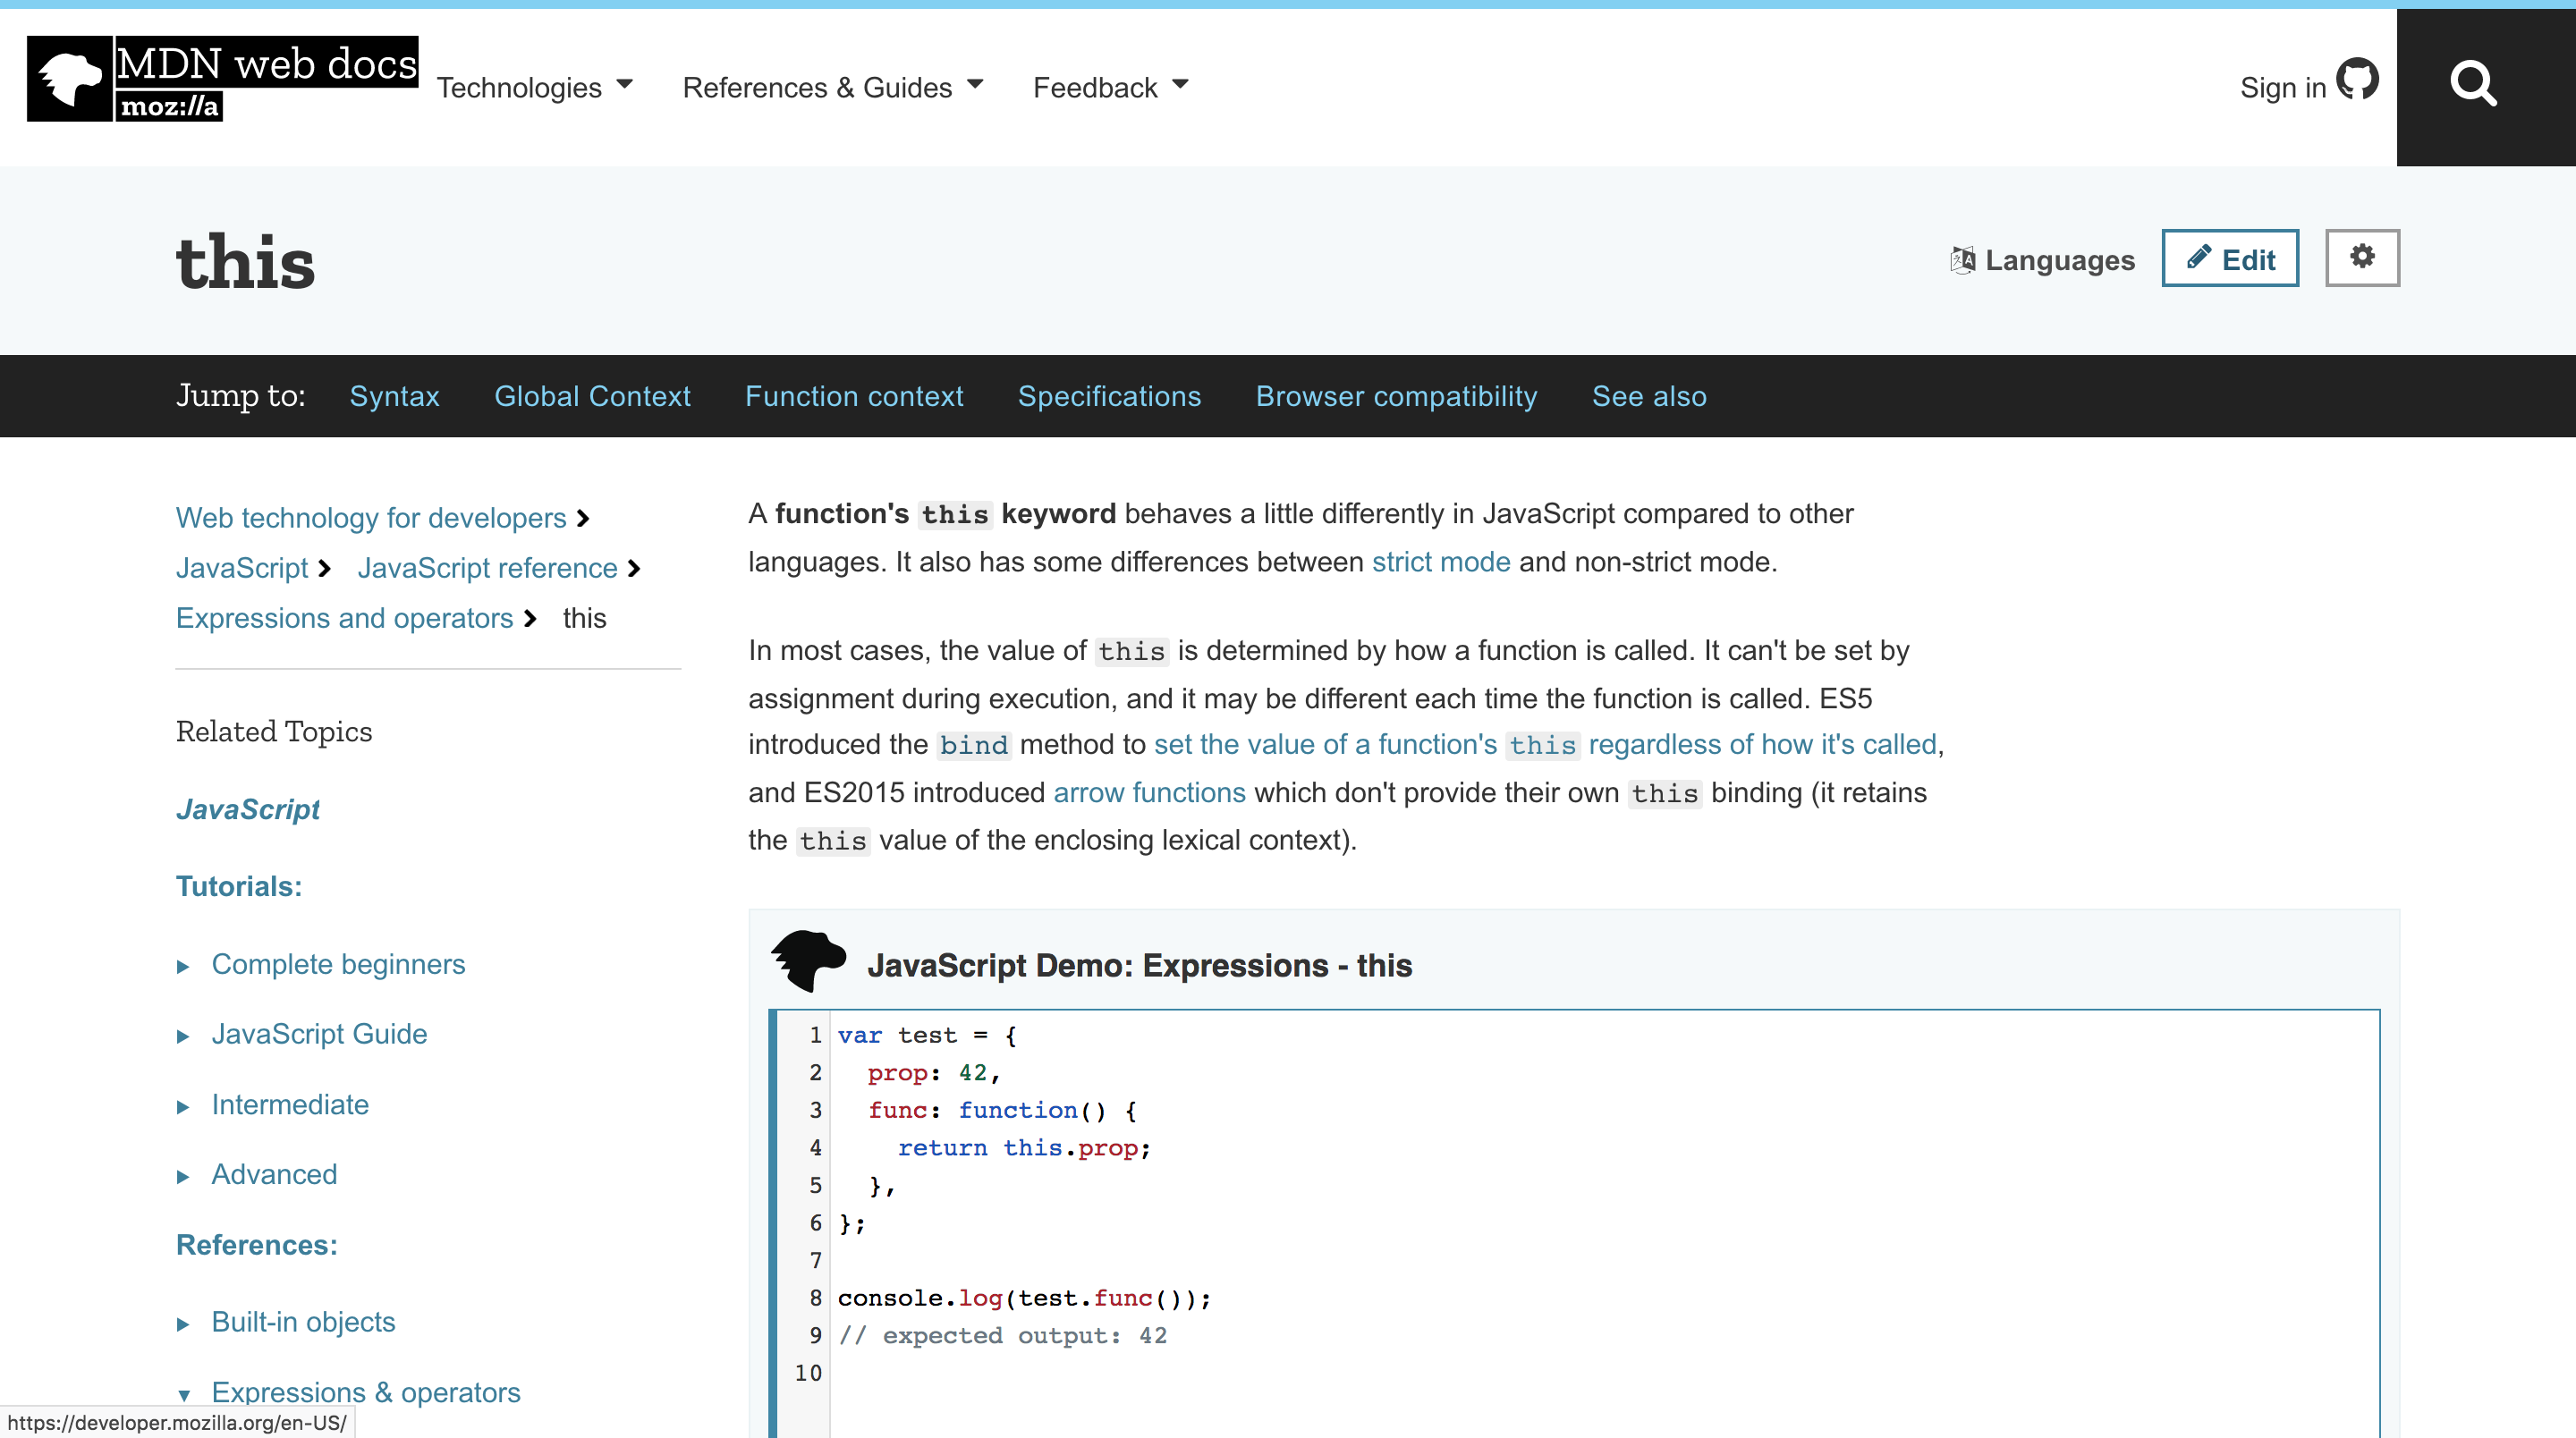 MDN web docs
moz://a
Technologies
References & Guides
Feedback
Sign in
this
Languages
Edit
Jump to:
Syntax
Global Context
Function context
Specifications
Browser compatibility
See also
Web technology for developers
JavaScript
JavaScript reference
Expressions and operators
this
Related Topics
JavaScript
Tutorials:
Complete beginners
JavaScript Guide
Intermediate
Advanced
References:
Built-in objects
Expressions & operators
https://developer.mozilla.org/en-US/
A function's this keyword behaves a little differently in JavaScript compared to other
languages. It also has some differences between strict mode and non-strict mode.
In most cases, the value of this is determined by how a function is called. It can't be set by
assignment during execution, and it may be different each time the function is called. ES5
introduced the bind method to set the value of a function's this regardless of how it's called,
and ES2015 introduced arrow functions which don't provide their own this binding (it retains
the this value of the enclosing lexical context).
JavaScript Demo: Expressions - this
1 var test = {
2   prop: 42,
3   func: function() {
4     return this.prop;
5   },
6 };
7
8 console.log(test.func());
9 // expected output: 42
10